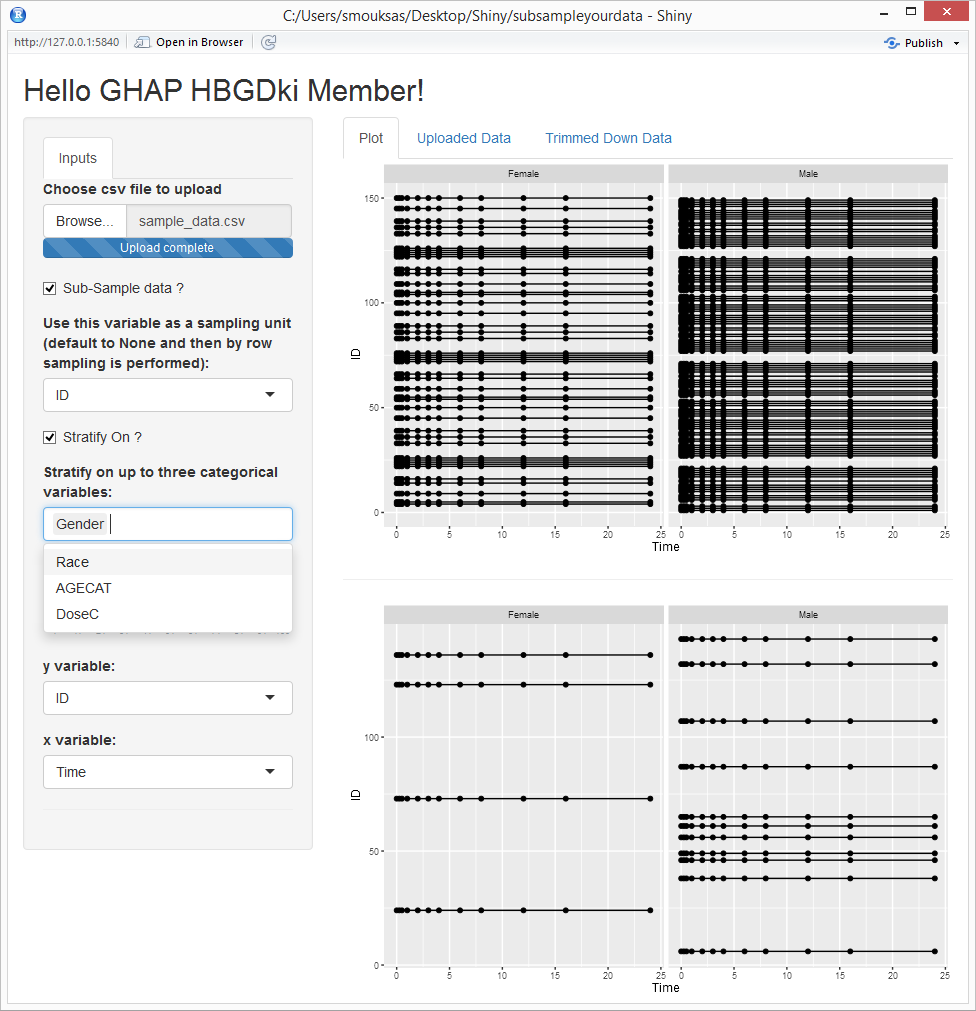 C:/Users/smouksas/Desktop/Shiny/subsampleyourdata - Shiny
http://127.0.0.1:5840 Open in Browser Publish
Hello GHAP HBGDki Member!
Inputs
Choose csv file to upload
Browse... sample_data.csv
Upload complete
Sub-Sample data ?
Use this variable as a sampling unit
(default to None and then by row
sampling is performed):
ID
Stratify On ?
Stratify on up to three categorical
variables:
Gender
Race
AGECAT
DoseC
y variable:
ID
x variable:
Time
Plot Uploaded Data Trimmed Down Data
Female Male
150
100
50
0
ID
0 5 10 15 20 25 0 5 10 15 20 25
Time
Female Male
100
50
0
ID
0 5 10 15 20 25 0 5 10 15 20 25
Time